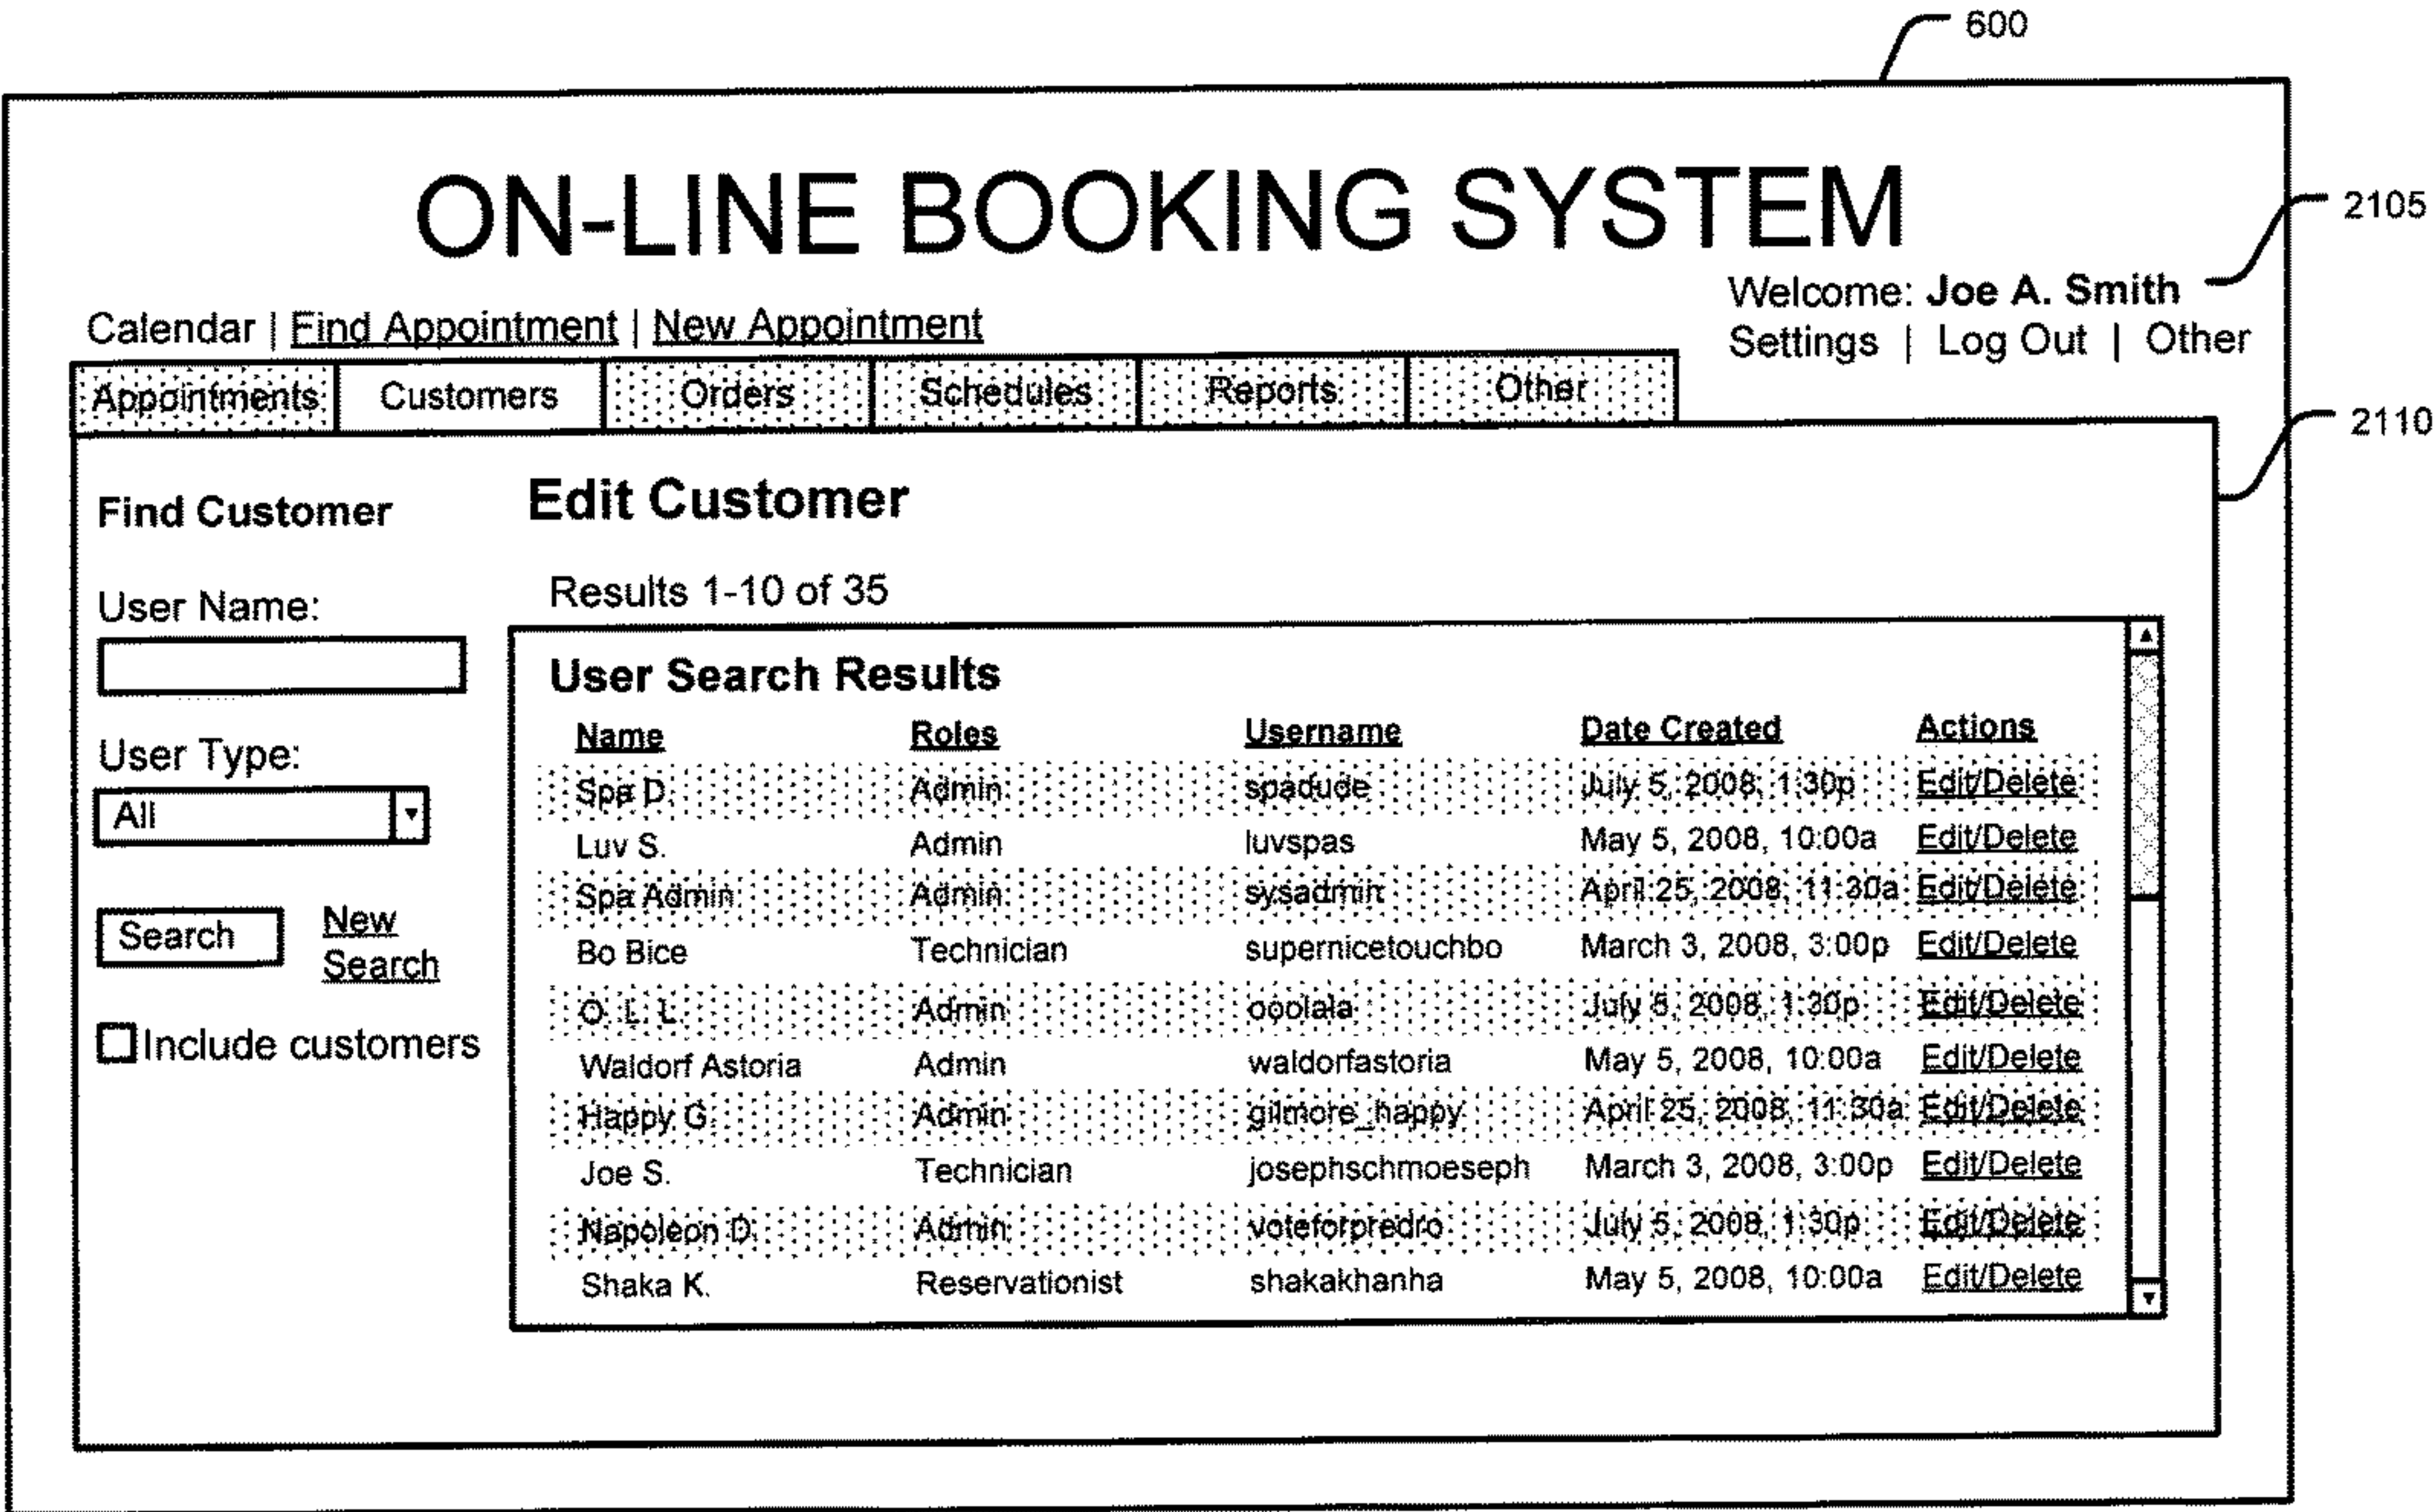 600
ON-LINE BOOKING SYSTEM
2105
Welcome: Joe A. Smith
Calendar | Find Appointment | New Appointment
Settings | Log Out | Other
Appointments Customers Orders Schedules Reports Other
2110
Find Customer
Edit Customer
User Name:
Results 1-10 of 35
User Type:
All
Search
New
Search
Include customers
User Search Results
Name Roles Username Date Created Actions
Spa D. Admin spadude July 5, 2008, 1:30p Edit/Delete
Luv S. Admin luvspas May 5, 2008, 10:00a Edit/Delete
Spa Admin Admin sysadmin April 25, 2008, 11:30a Edit/Delete
Bo Bice Technician supernicetouchbo March 3, 2008, 3:00p Edit/Delete
O. L. L. Admin ooolala July 5, 2008, 1:30p Edit/Delete
Waldorf Astoria Admin waldorfastoria May 5, 2008, 10:00a Edit/Delete
Happy G. Admin gilmore_happy April 25, 2008, 11:30a Edit/Delete
Joe S. Technician josephschmoeseph March 3, 2008, 3:00p Edit/Delete
Napoleon D. Admin voteforpredro July 5, 2008, 1:30p Edit/Delete
Shaka K. Reservationist shakakhanha May 5, 2008, 10:00a Edit/Delete